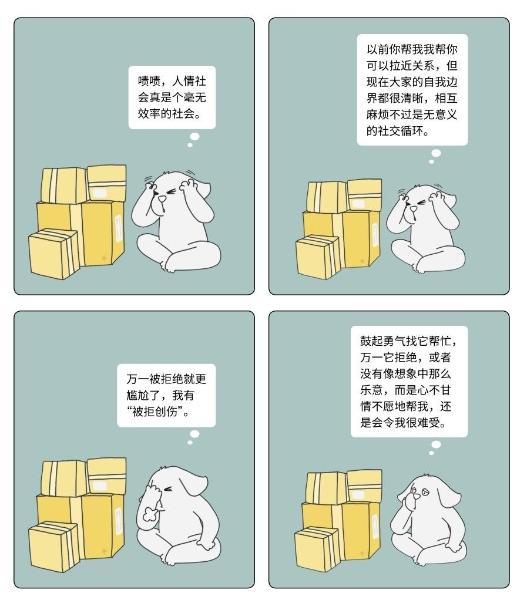 啧啧，人情社
会真是个毫无
效率的社会。
以前你帮我我帮你
可以拉近关系，但
现在大家的自我边
界都很清晰，相互
麻烦不过是无意义
的社交循环。
万一被拒绝就更
尴尬了，我有
“被拒创伤”。
鼓起勇气找它帮忙，
万一它拒绝，或者
没有像想象中那么
乐意，而是心不甘
情不愿地帮我，还
是会令我很难受。